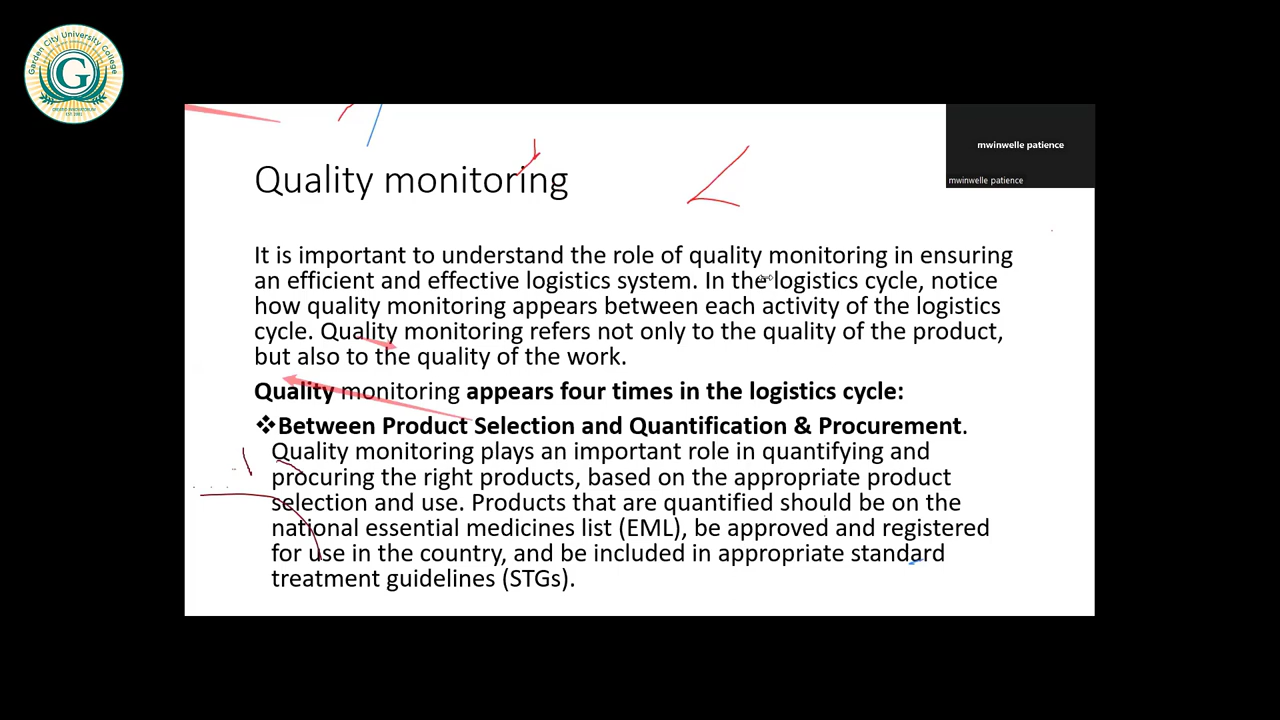 Garden City University College
G
mwinwelle patience
mwinwelle patience
Quality monitoring
It is important to understand the role of quality monitoring in ensuring
an efficient and effective logistics system. In the logistics cycle, notice
how quality monitoring appears between each activity of the logistics
cycle. Quality monitoring refers not only to the quality of the product,
but also to the quality of the work.
Quality monitoring appears four times in the logistics cycle:
❖Between Product Selection and Quantification & Procurement.
Quality monitoring plays an important role in quantifying and
procuring the right products, based on the appropriate product
selection and use. Products that are quantified should be on the
national essential medicines list (EML), be approved and registered
for use in the country, and be included in appropriate standard
treatment guidelines (STGs).